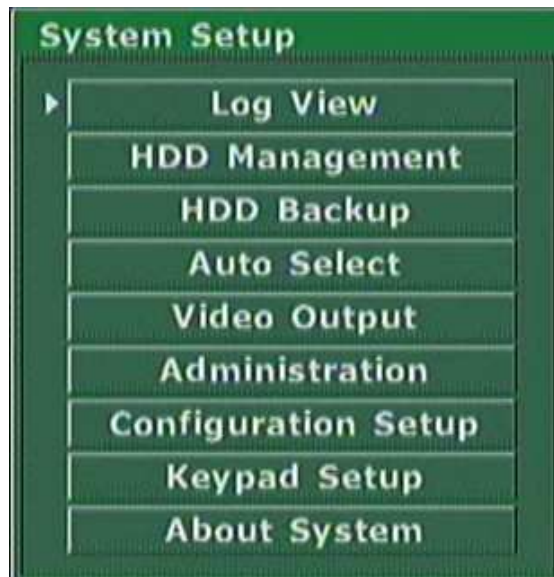 System Setup
Log View
HDD Management
HDD Backup
Auto Select
Video Output
Administration
Configuration Setup
Keypad Setup
About System